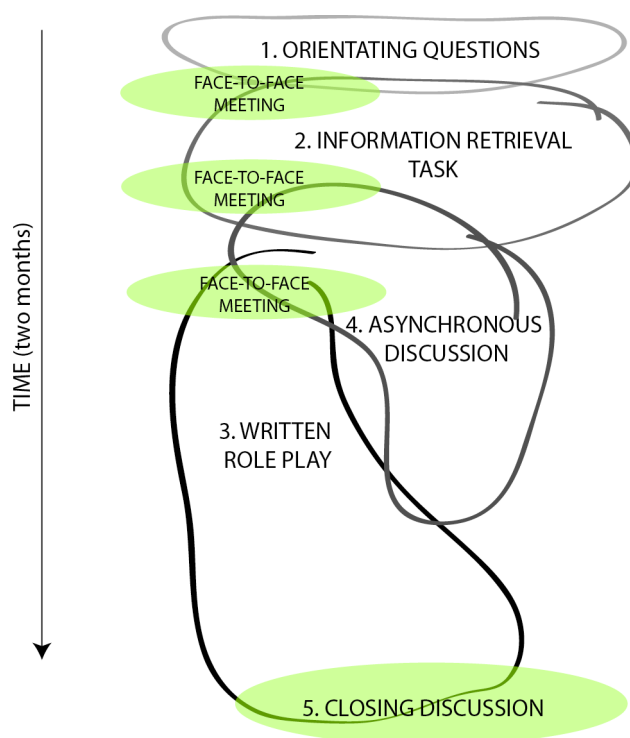 1. ORIENTATING QUESTIONS
FACE-TO-FACE
MEETING
2. INFORMATION RETRIEVAL
TASK
FACE-TO-FACE
MEETING
TIME (two months)
FACE-TO-FACE
MEETING
4. ASYNCHRONOUS
DISCUSSION
3. WRITTEN
ROLE PLAY
5. CLOSING DISCUSSION